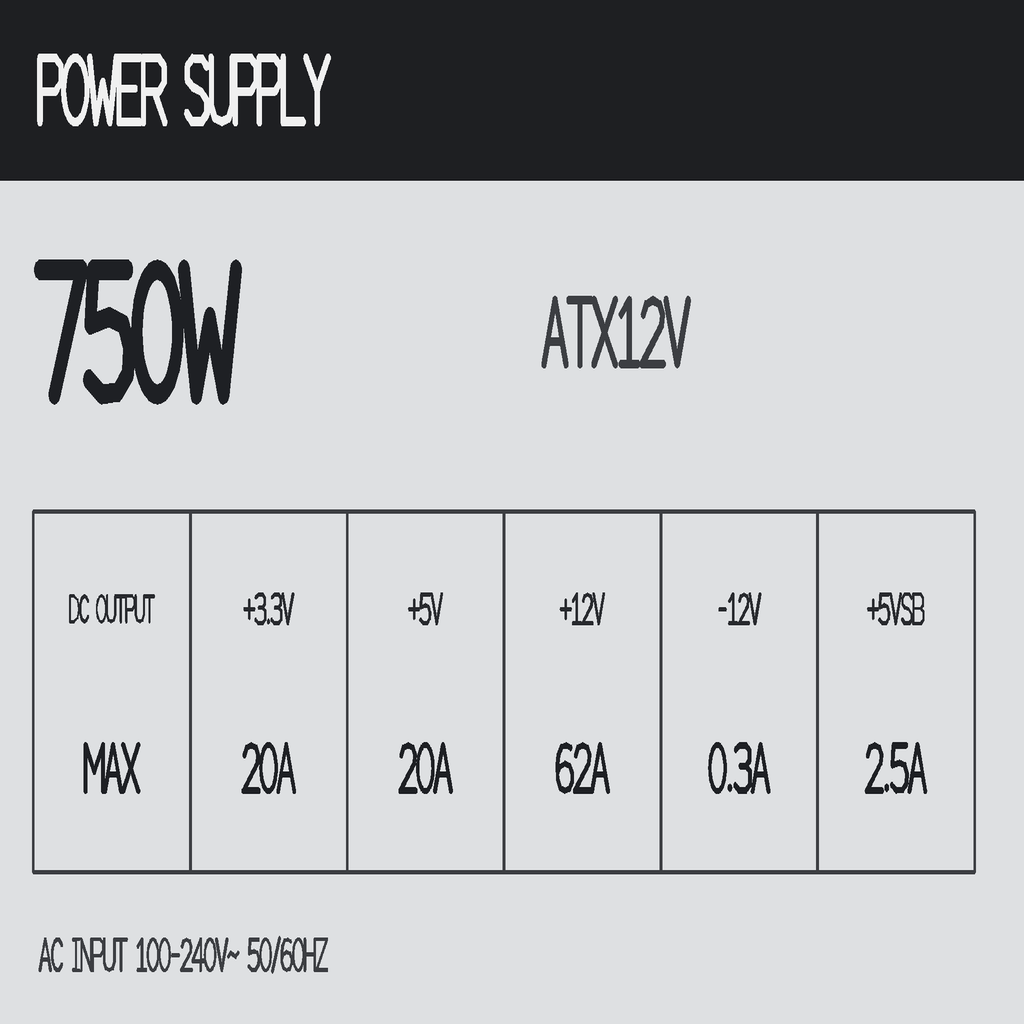 POWER SUPPLY
750W ATX12V
DC OUTPUT +3.3V +5V +12V -12V +5VSB
MAX 20A 20A 62A 0.3A 2.5A
AC INPUT 100-240V~ 50/60HZ